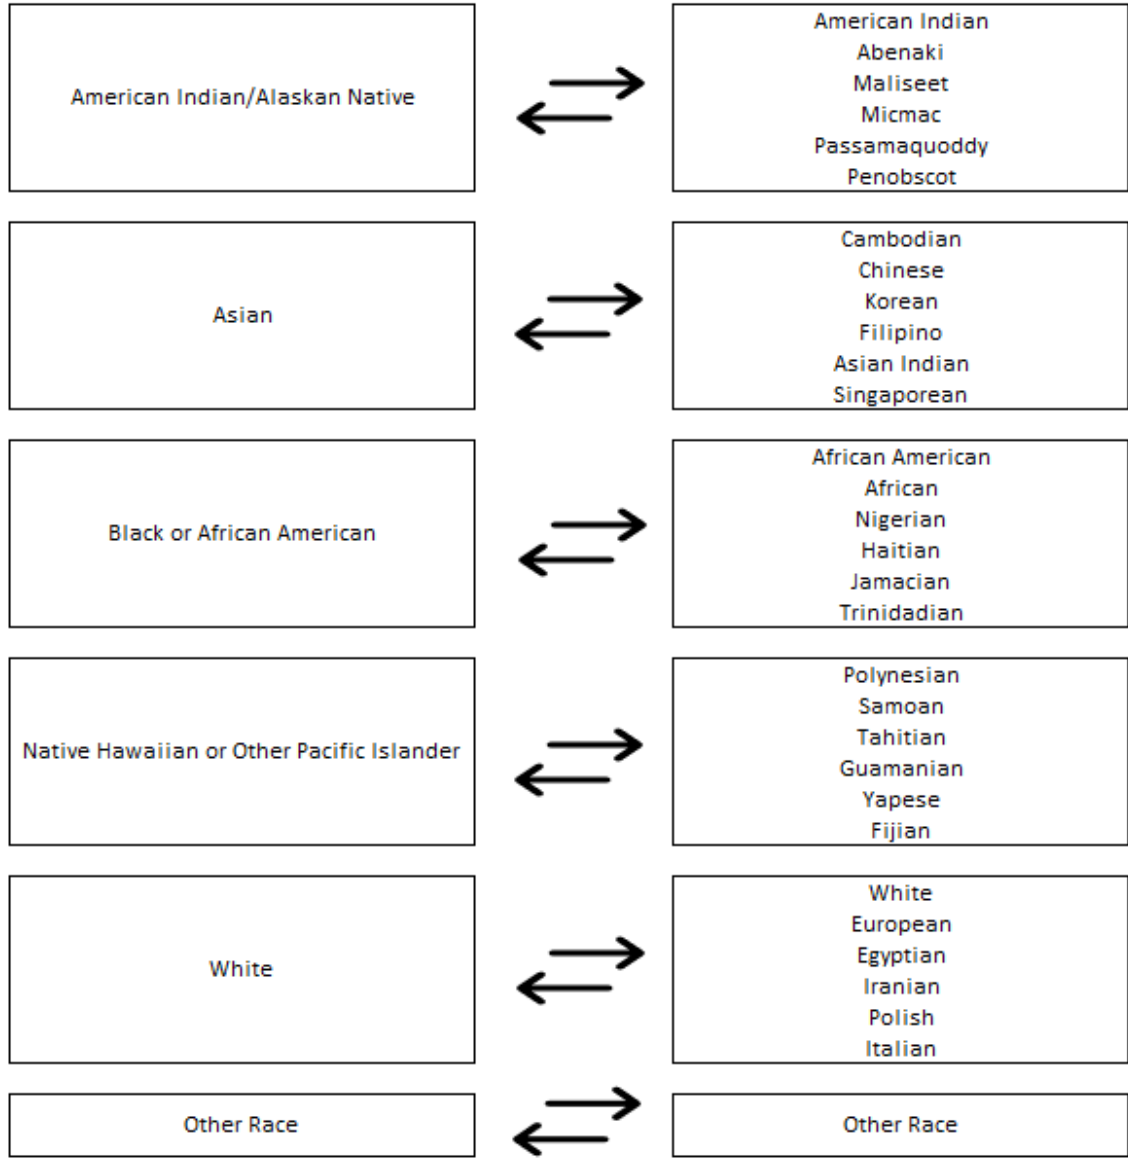 American Indian/Alaskan Native
American Indian
Abenaki
Maliseet
Micmac
Passamaquoddy
Penobscot
Asian
Cambodian
Chinese
Korean
Filipino
Asian Indian
Singaporean
Black or African American
African American
African
Nigerian
Haitian
Jamacian
Trinidadian
Native Hawaiian or Other Pacific Islander
Polynesian
Samoan
Tahitian
Guamanian
Yapese
Fijian
White
White
European
Egyptian
Iranian
Polish
Italian
Other Race
Other Race